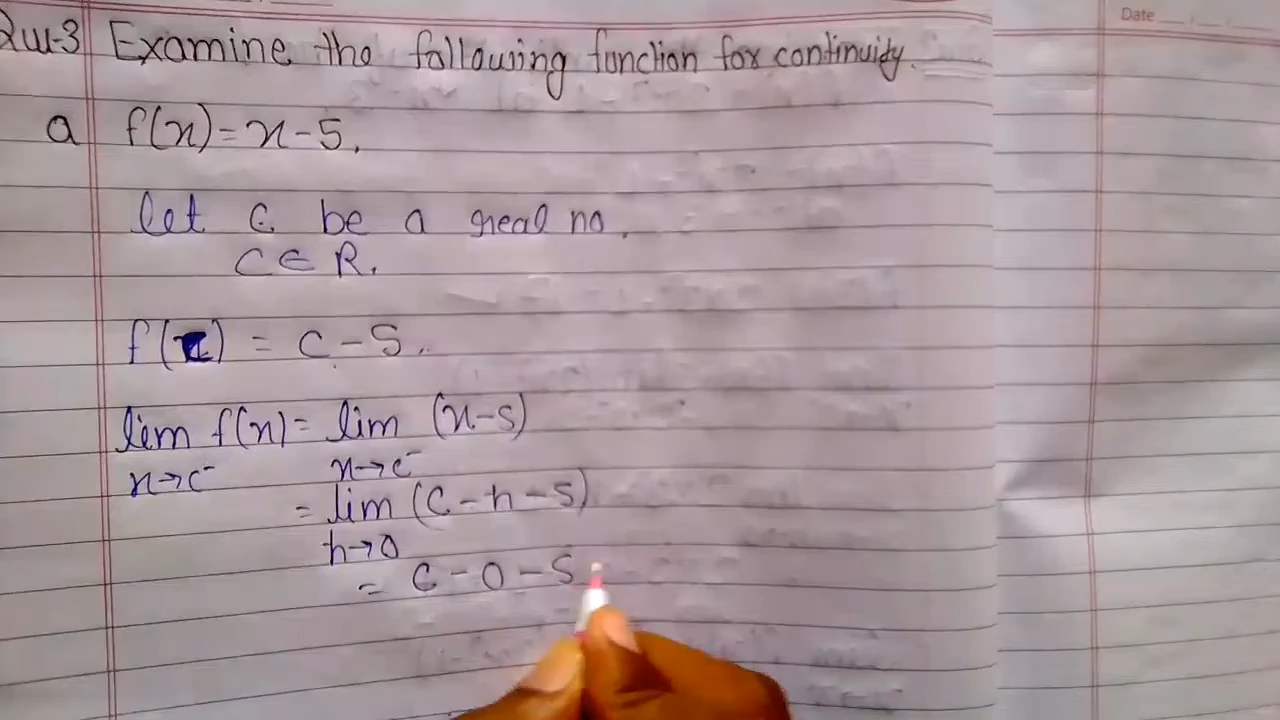 Date
Qu-3 Examine the following function for continuity.
a f(x)=x-5,
let C be a real no.
C∈R.
f(c) = C-5.
lim f(x)= lim (x-5)
x→c⁻ x→c⁻
= lim (C-h-5)
h→0
= C-0-5